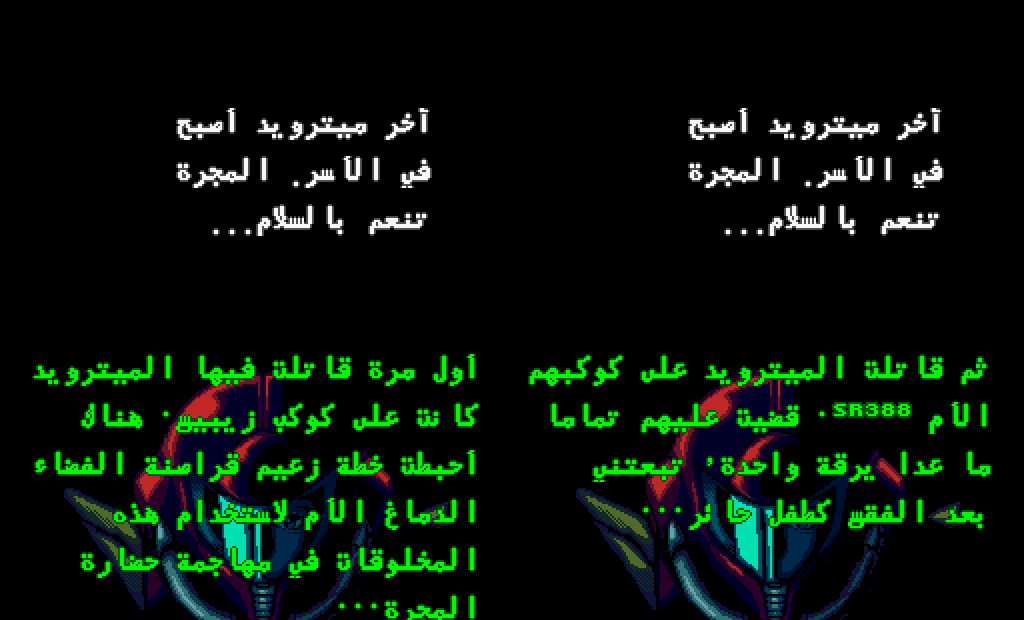 آخر ميترويد أصبح
في الأسر. المجرة
تنعم بالسلام...
آخر ميترويد أصبح
في الأسر. المجرة
تنعم بالسلام...
أول مرة قاتلت فيها الميترويد
كانت على كوكب زيبيس. هناك
أحبطت خطة زعيم قراصنة الفضاء
الدماغ الأم لاستخدام هذه
المخلوقات في مهاجمة حضارة
المجرة...
ثم قاتلت الميترويد على كوكبهم
الأم SR388. قضيت عليهم تماما
ما عدا يرقة واحدة، تبعتني
بعد الفقس كطفل حائر...